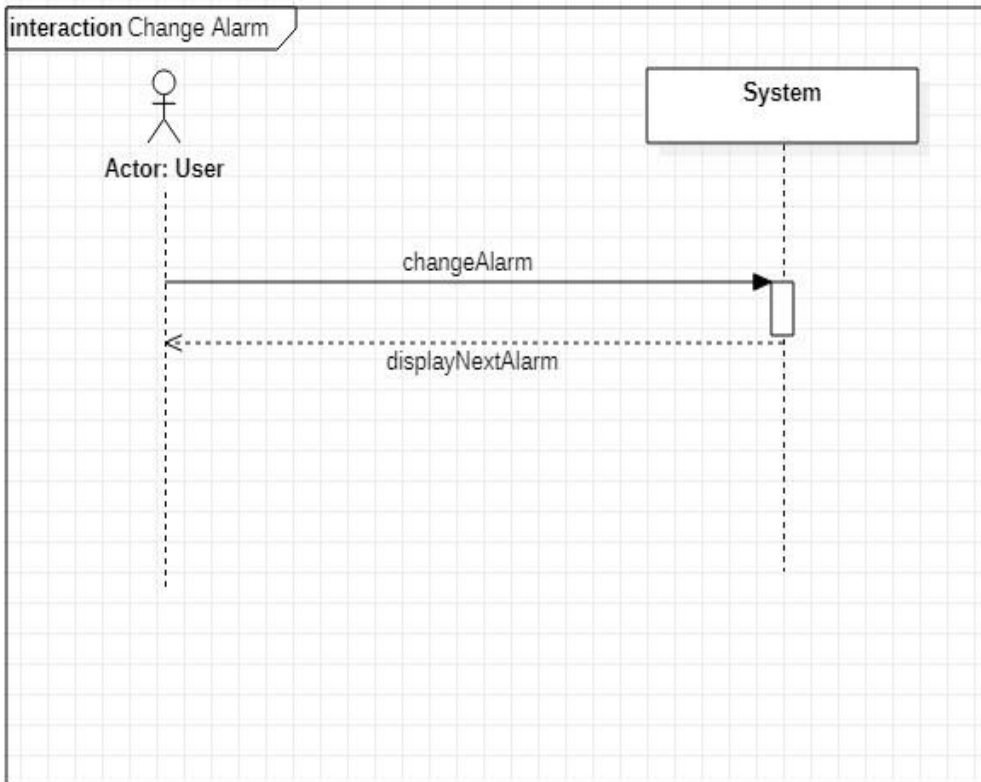 interaction Change Alarm
System
Actor: User
changeAlarm
displayNextAlarm